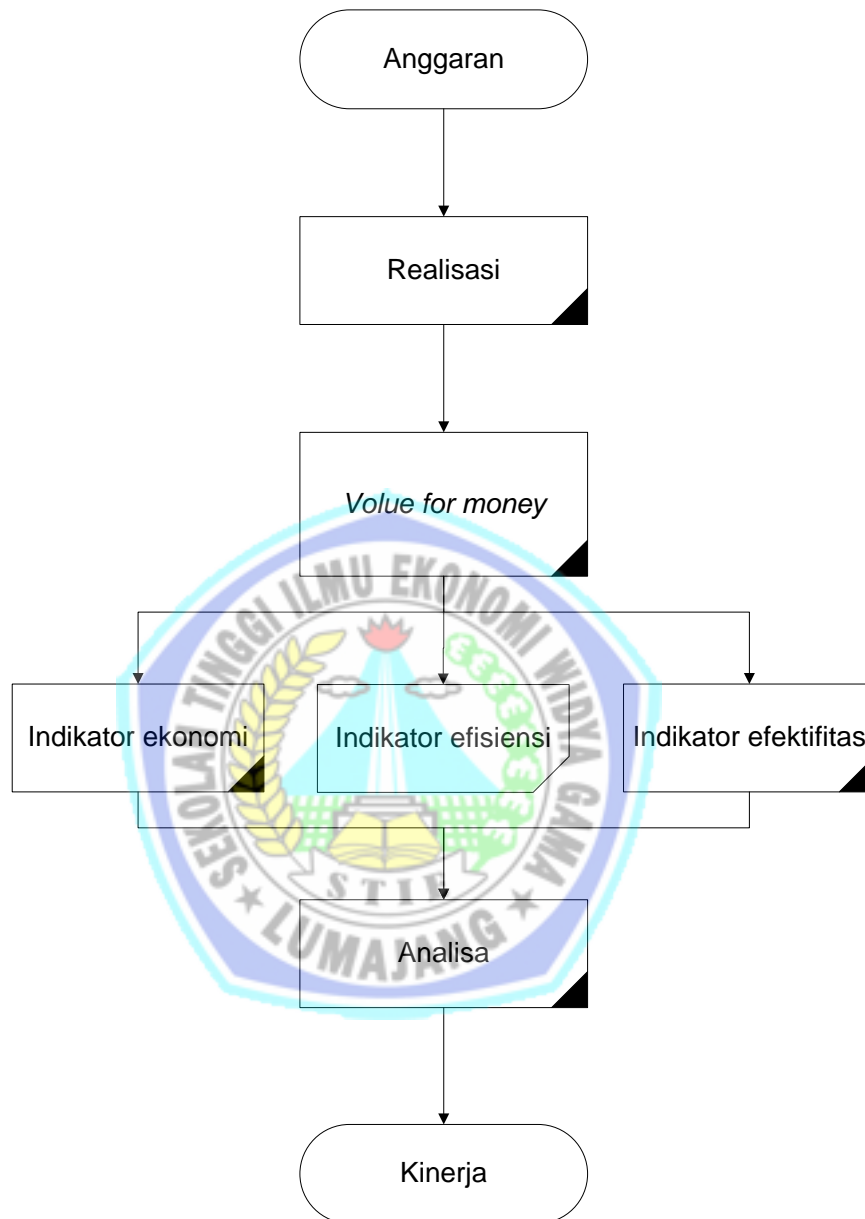 Anggaran
Realisasi
Volue for money
Indikator ekonomi
Indikator efisiensi
Indikator efektifitas
SEKOLAH TINGGI ILMU EKONOMI WIDYA GAMA
STIE
LUMAJANG
Analisa
Kinerja